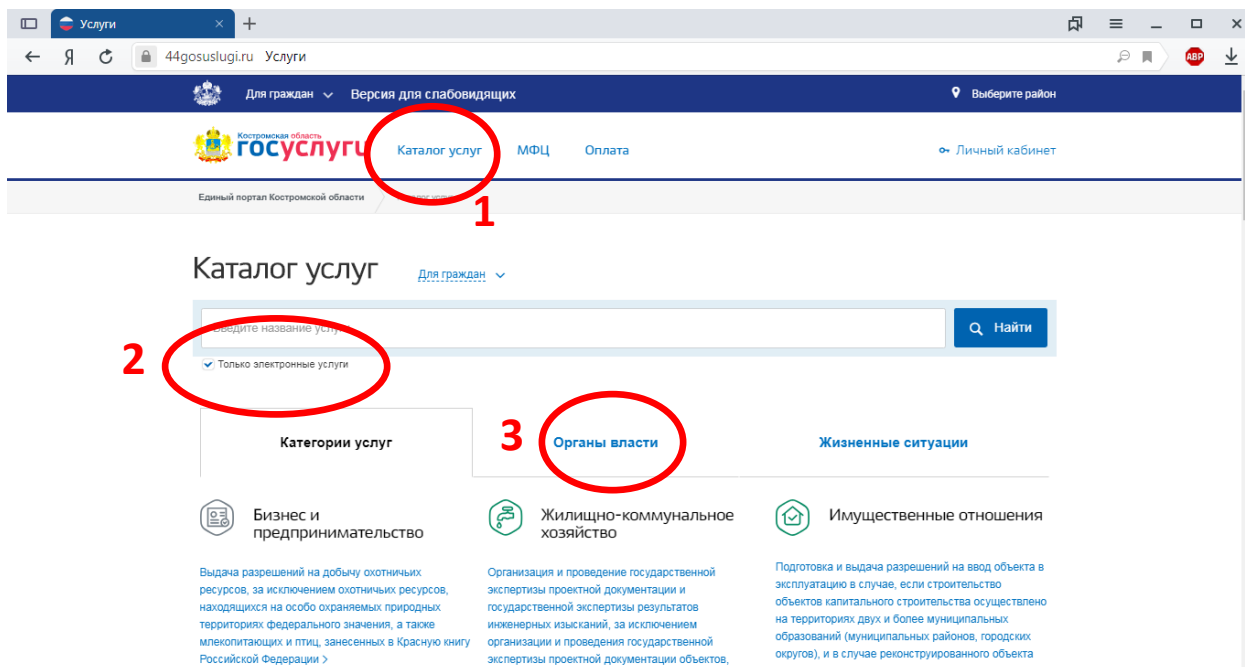 Услуги
44gosuslugi.ru Услуги
ABP
Для граждан Версия для слабовидящих Выберите район
Костромская область
госуслуги Каталог услуг МФЦ Оплата Личный кабинет
Единый портал Костромской области Каталог услуг
1
Каталог услуг Для граждан
Введите название услуги Найти
2
Только электронные услуги
Категории услуг 3 Органы власти Жизненные ситуации
Бизнес и
предпринимательство
Выдача разрешений на добычу охотничьих
ресурсов, за исключением охотничьих ресурсов,
находящихся на особо охраняемых природных
территориях федерального значения, а также
млекопитающих и птиц, занесенных в Красную книгу
Российской Федерации >
Жилищно-коммунальное
хозяйство
Организация и проведение государственной
экспертизы проектной документации и
государственной экспертизы результатов
инженерных изысканий, за исключением
организации и проведения государственной
экспертизы проектной документации объектов,
Имущественные отношения
Подготовка и выдача разрешений на ввод объекта в
эксплуатацию в случае, если строительство
объектов капитального строительства осуществлено
на территориях двух и более муниципальных
образований (муниципальных районов, городских
округов), и в случае реконструированного объекта